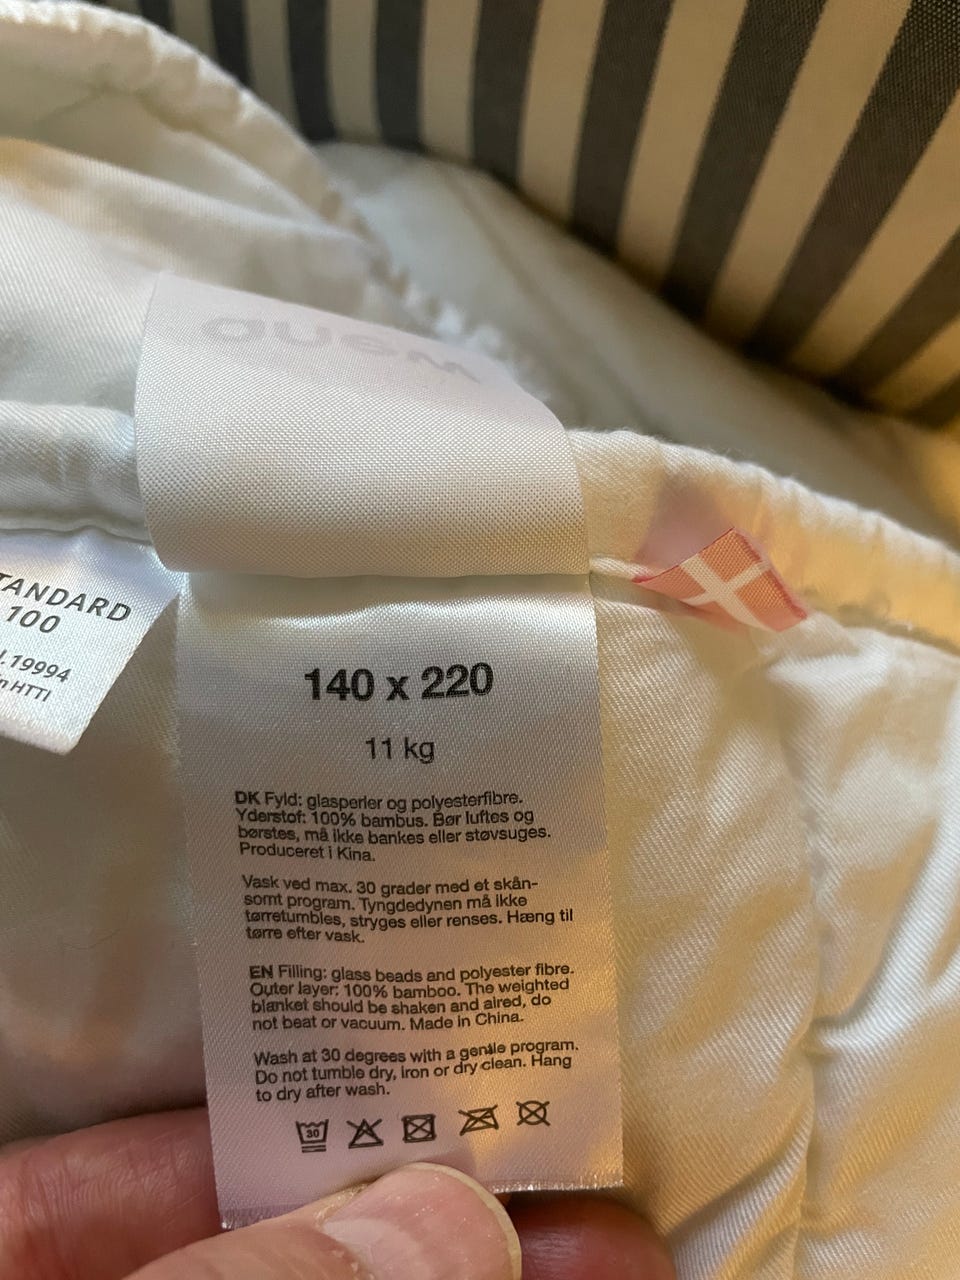 TANDARD
100
.19994
HTTI
140 x 220
11 kg
DK Fyld: glasperler og polyesterfibre.
Yderstof: 100% bambus. Bør luftes og
børstes, må ikke bankes eller støvsuges.
Produceret i Kina.
Vask ved max. 30 grader med et skån-
somt program. Tyngdedynen må ikke
tørretumbles, stryges eller renses. Hæng til
tørre efter vask.
EN Filling: glass beads and polyester fibre.
Outer layer: 100% bamboo. The weighted
blanket should be shaken and aired, do
not beat or vacuum. Made in China.
Wash at 30 degrees with a gentle program.
Do not tumble dry, iron or dry clean. Hang
to dry after wash.
30